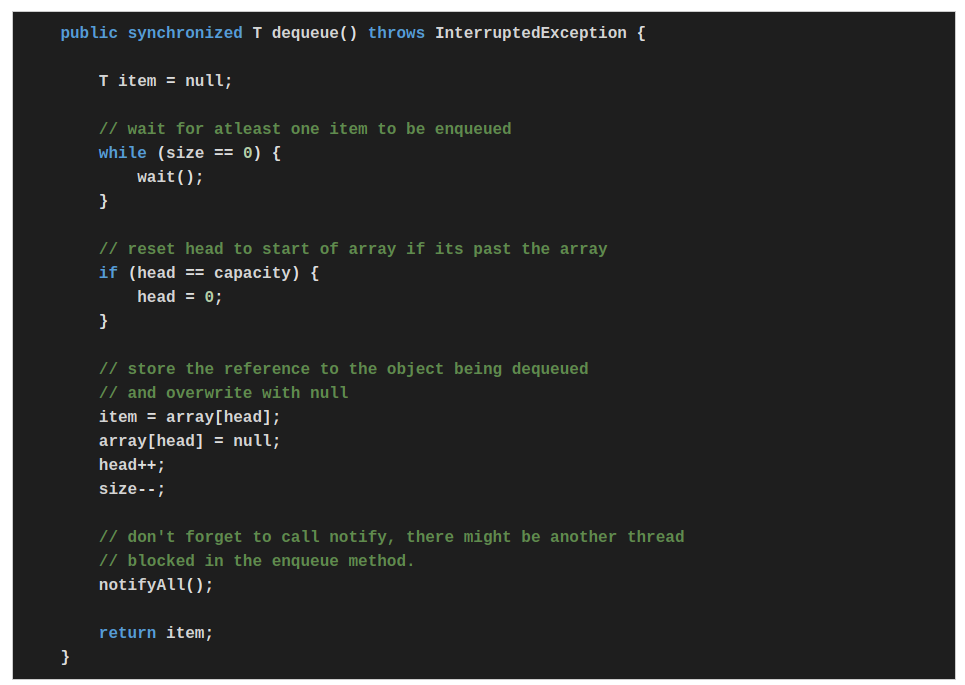 public synchronized T dequeue() throws InterruptedException {
T item = null;
// wait for atleast one item to be enqueued
while (size == 0) {
wait();
}
// reset head to start of array if its past the array
if (head == capacity) {
head = 0;
}
// store the reference to the object being dequeued
// and overwrite with null
item = array[head];
array[head] = null;
head++;
size--;
// don't forget to call notify, there might be another thread
// blocked in the enqueue method.
notifyAll();
return item;
}